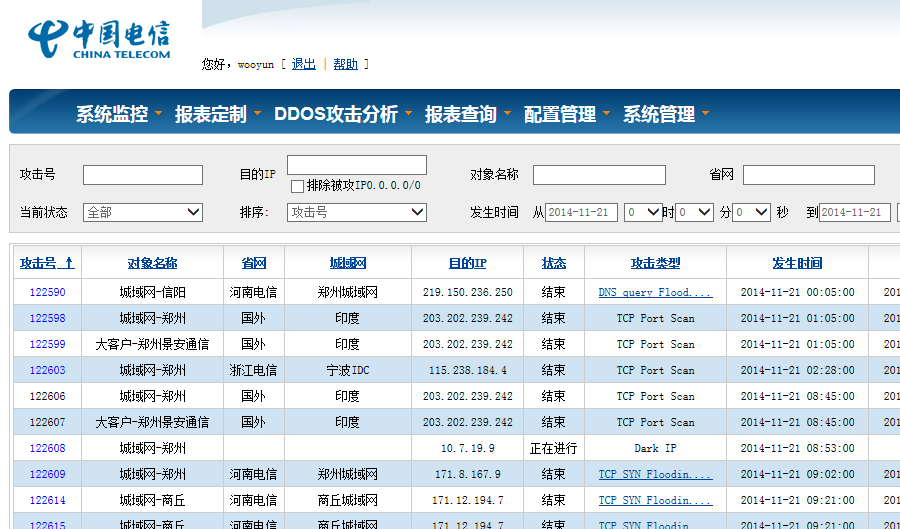 中国电信
CHINA TELECOM
您好，wooyun [ 退出 | 帮助 ]
系统监控 报表定制 DDOS攻击分析 报表查询 配置管理 系统管理
攻击号 目的IP 对象名称 省网
排除被攻IP0.0.0.0/0
当前状态 全部 排序: 攻击号 发生时间 从 2014-11-21 0 时 0 分 0 秒 到 2014-11-21
攻击号 ↑ 对象名称 省网 城域网 目的IP 状态 攻击类型 发生时间
122590 城域网-信阳 河南电信 郑州城域网 219.150.236.250 结束 DNS query Flood.... 2014-11-21 00:05:00 201
122598 城域网-郑州 国外 印度 203.202.239.242 结束 TCP Port Scan 2014-11-21 01:05:00 201
122599 大客户-郑州景安通信 国外 印度 203.202.239.242 结束 TCP Port Scan 2014-11-21 01:05:00 201
122603 城域网-郑州 浙江电信 宁波IDC 115.238.184.4 结束 TCP Port Scan 2014-11-21 02:28:00 201
122606 城域网-郑州 国外 印度 203.202.239.242 结束 TCP Port Scan 2014-11-21 08:45:00 201
122607 大客户-郑州景安通信 国外 印度 203.202.239.242 结束 TCP Port Scan 2014-11-21 08:45:00 201
122608 城域网-郑州 10.7.19.9 正在进行 Dark IP 2014-11-21 08:53:00
122609 城域网-郑州 河南电信 郑州城域网 171.8.167.9 结束 TCP SYN Floodin.... 2014-11-21 09:02:00 201
122614 城域网-商丘 河南电信 商丘城域网 171.12.194.7 结束 TCP SYN Floodin.... 2014-11-21 09:21:00 201
122615 城域网-商丘 河南电信 商丘城域网 171.12.194.7 结束 TCP SYN Floodin.... 2014-11-21 09:21:00 201